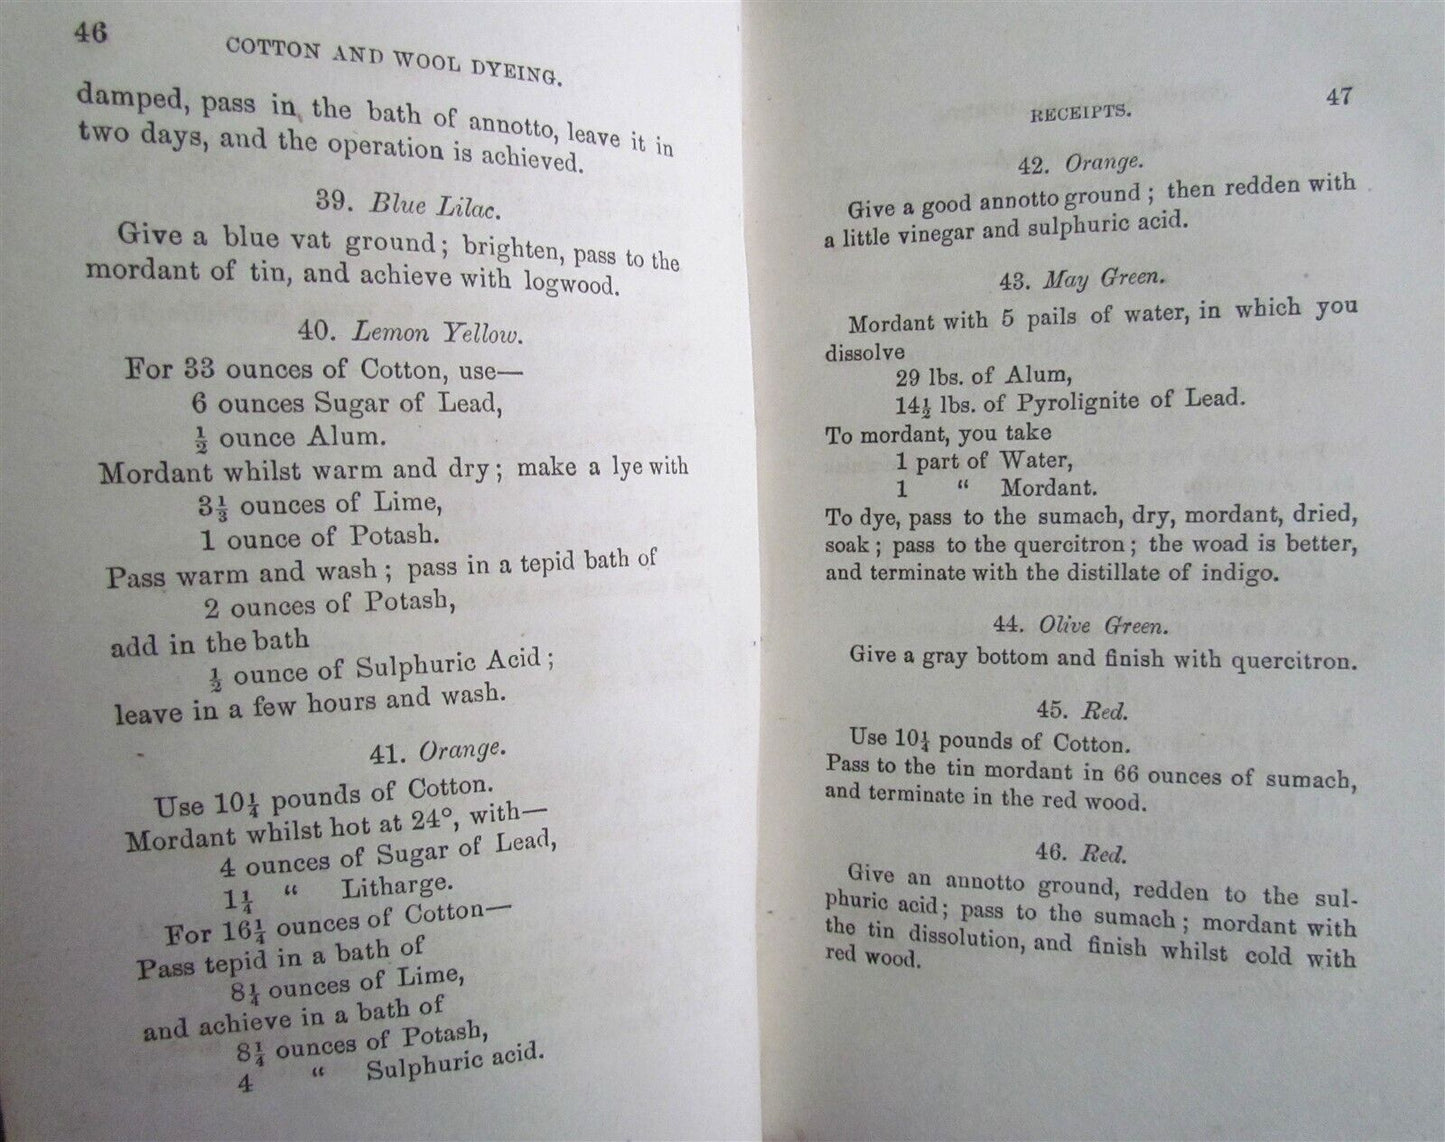 46
COTTON AND WOOL DYEING.
damped, pass in the bath of annotto, leave it in
two days, and the operation is achieved.
39. Blue Lilac.
Give a blue vat ground; brighten, pass to the
mordant of tin, and achieve with logwood.
40. Lemon Yellow.
For 33 ounces of Cotton, use—
6 ounces Sugar of Lead,
½ ounce Alum.
Mordant whilst warm and dry; make a lye with
3⅓ ounces of Lime,
1 ounce of Potash.
Pass warm and wash; pass in a tepid bath of
2 ounces of Potash,
add in the bath
½ ounce of Sulphuric Acid;
leave in a few hours and wash.
41. Orange.
Use 10¼ pounds of Cotton.
Mordant whilst hot at 24°, with—
4 ounces of Sugar of Lead,
1¼ “ Litharge.
For 16¼ ounces of Cotton—
Pass tepid in a bath of
8¼ ounces of Lime,
and achieve in a bath of
8¼ ounces of Potash,
4 “ Sulphuric acid.
47
RECEIPTS.
42. Orange.
Give a good annotto ground; then redden with
a little vinegar and sulphuric acid.
43. May Green.
Mordant with 5 pails of water, in which you
dissolve
29 lbs. of Alum,
14½ lbs. of Pyrolignite of Lead.
To mordant, you take
1 part of Water,
1 “ Mordant.
To dye, pass to the sumach, dry, mordant, dried,
soak; pass to the quercitron; the woad is better,
and terminate with the distillate of indigo.
44. Olive Green.
Give a gray bottom and finish with quercitron.
45. Red.
Use 10¼ pounds of Cotton.
Pass to the tin mordant in 66 ounces of sumach,
and terminate in the red wood.
46. Red.
Give an annotto ground, redden to the sul-
phuric acid; pass to the sumach; mordant with
the tin dissolution, and finish whilst cold with
red wood.